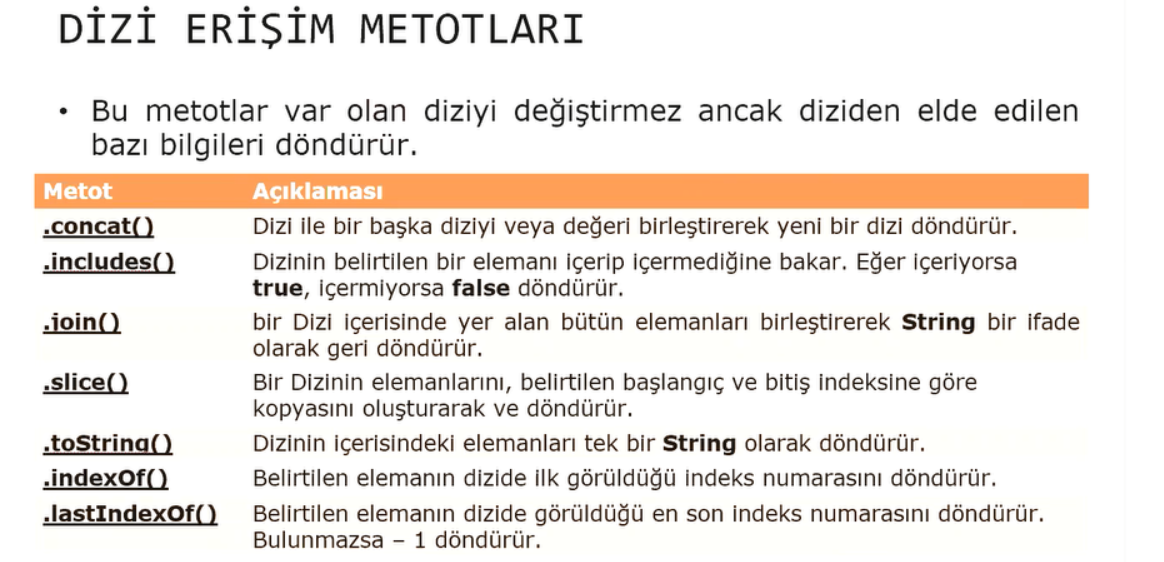 DİZİ ERİŞİM METOTLARI
• Bu metotlar var olan diziyi değiştirmez ancak diziden elde edilen
bazı bilgileri döndürür.
Metot Açıklaması
.concat() Dizi ile bir başka diziyi veya değeri birleştirerek yeni bir dizi döndürür.
.includes() Dizinin belirtilen bir elemanı içerip içermediğine bakar. Eğer içeriyorsa
true, içermiyorsa false döndürür.
.join() bir Dizi içerisinde yer alan bütün elemanları birleştirerek String bir ifade
olarak geri döndürür.
.slice() Bir Dizinin elemanlarını, belirtilen başlangıç ve bitiş indeksine göre
kopyasını oluşturarak ve döndürür.
.toString() Dizinin içerisindeki elemanları tek bir String olarak döndürür.
.indexOf() Belirtilen elemanın dizide ilk görüldüğü indeks numarasını döndürür.
.lastIndexOf() Belirtilen elemanın dizide görüldüğü en son indeks numarasını döndürür.
Bulunmazsa – 1 döndürür.